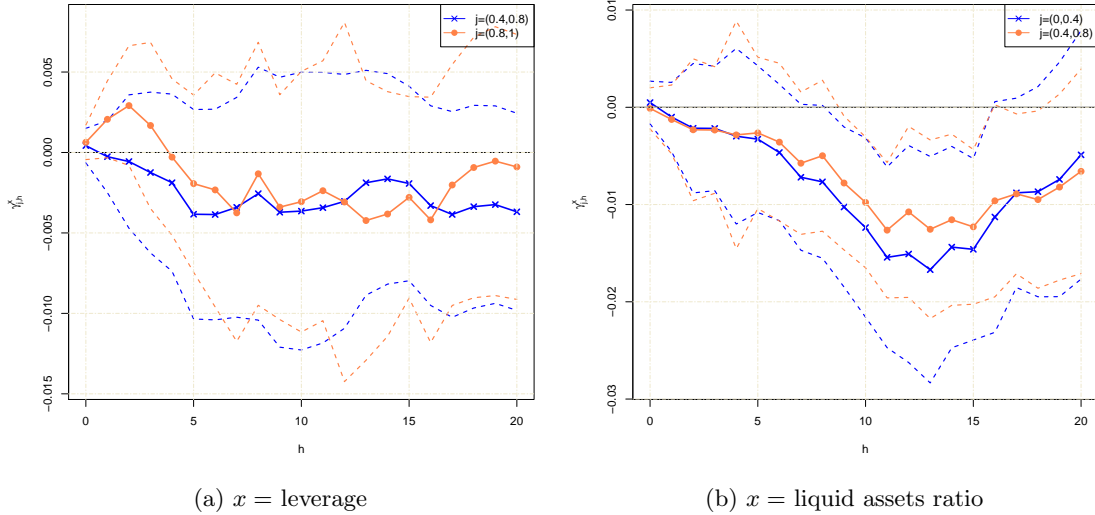 j=(0.4,0.8)
j=(0.8,1)
0.005
0.000
−0.005
−0.010
−0.015
γ^x_{j,h}
0 5 10 15 20
h
(a) x = leverage
j=(0,0.4)
j=(0.4,0.8)
0.01
0.00
−0.01
−0.02
−0.03
γ^x_{j,h}
0 5 10 15 20
h
(b) x = liquid assets ratio